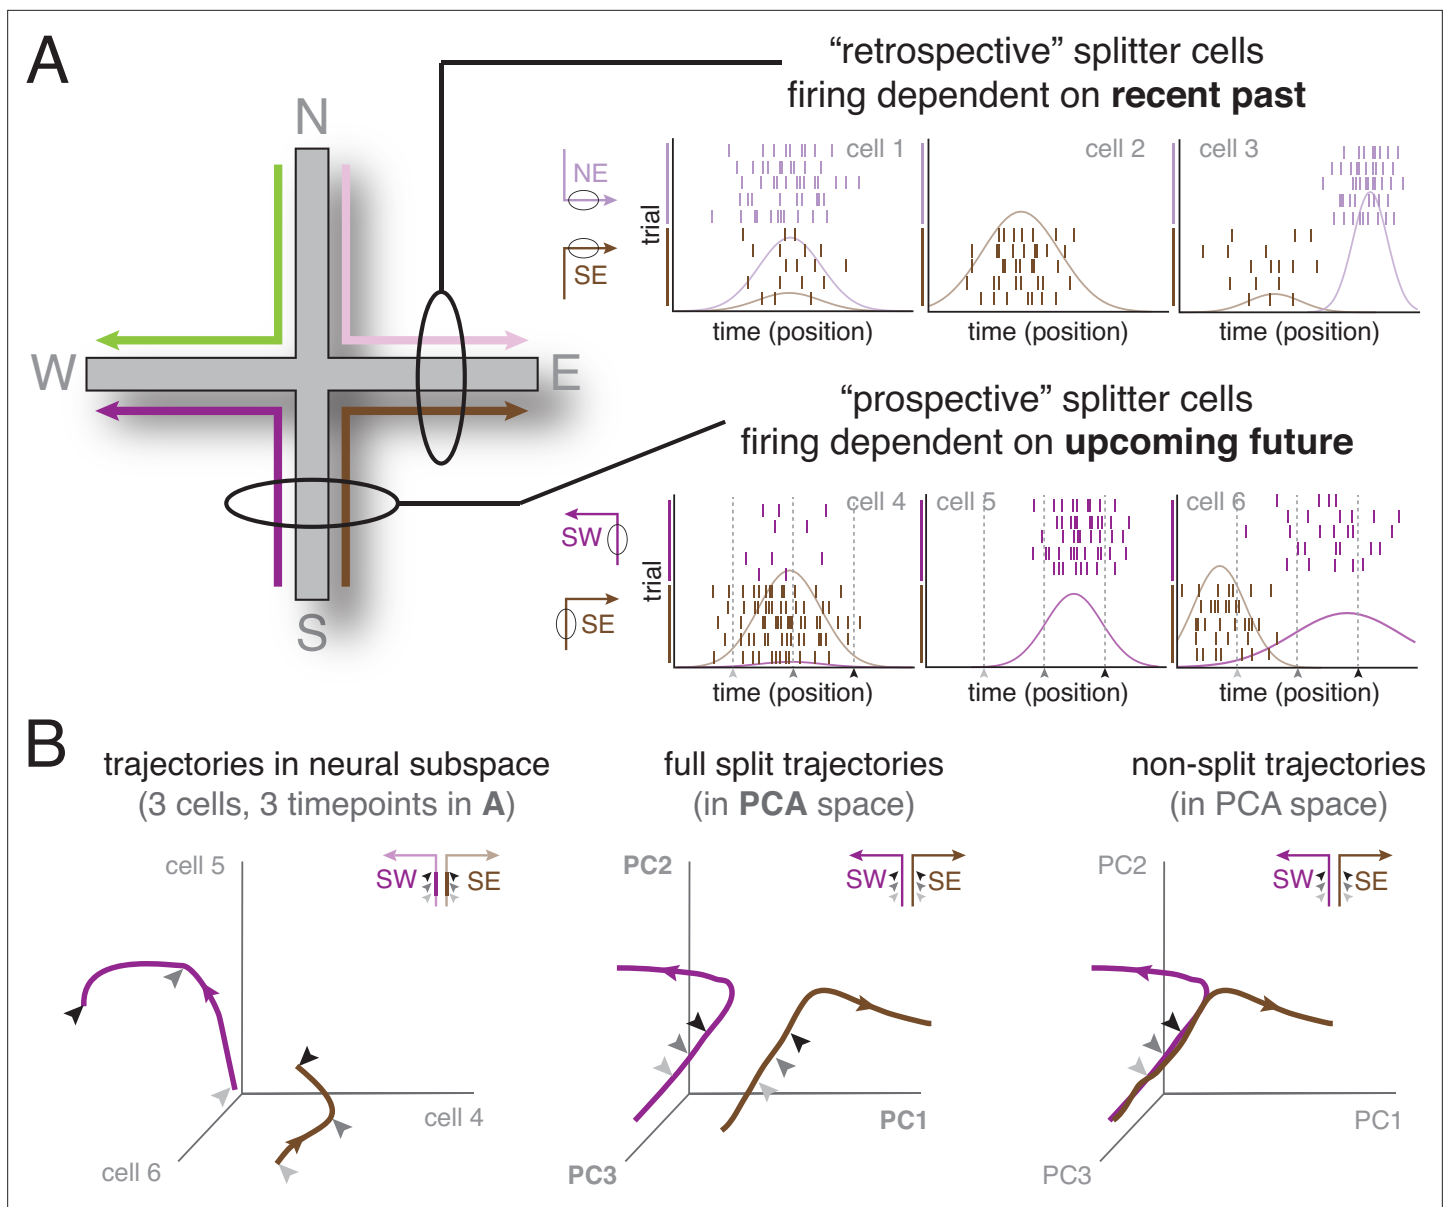 A
“retrospective” splitter cells
firing dependent on recent past
N
W
E
S
NE
SE
trial
cell 1
cell 2
cell 3
time (position)
time (position)
time (position)
“prospective” splitter cells
firing dependent on upcoming future
SW
SE
trial
cell 4
cell 5
cell 6
time (position)
time (position)
time (position)
B
trajectories in neural subspace
(3 cells, 3 timepoints in A)
cell 5
SW
SE
cell 4
cell 6
full split trajectories
(in PCA space)
PC2
SW
SE
PC1
PC3
non-split trajectories
(in PCA space)
PC2
SW
SE
PC1
PC3